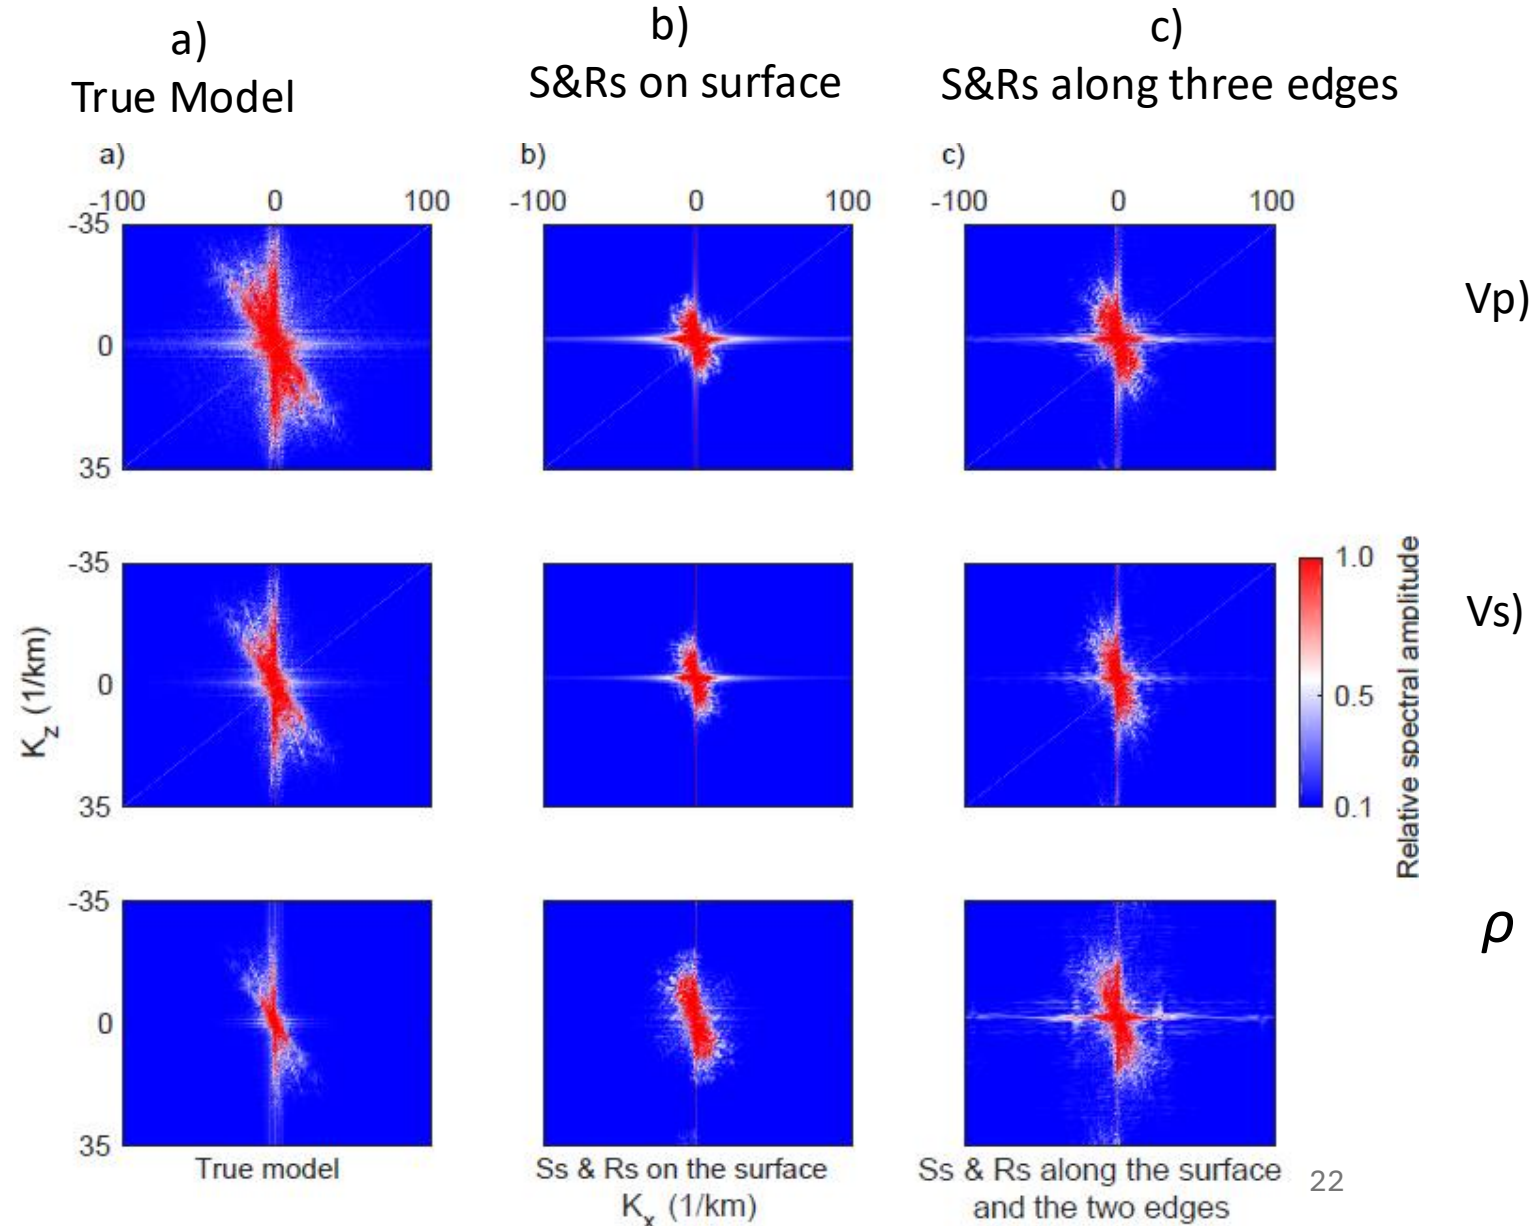 a)
True Model
b)
S&Rs on surface
c)
S&Rs along three edges
a)
b)
c)
-100 0 100
-100 0 100
-100 0 100
-35
0
35
Vp)
-35
0
35
K_z (1/km)
1.0
0.5
0.1
Relative spectral amplitude
Vs)
-35
0
35
ρ
True model
Ss & Rs on the surface
K_x (1/km)
Ss & Rs along the surface
and the two edges
22